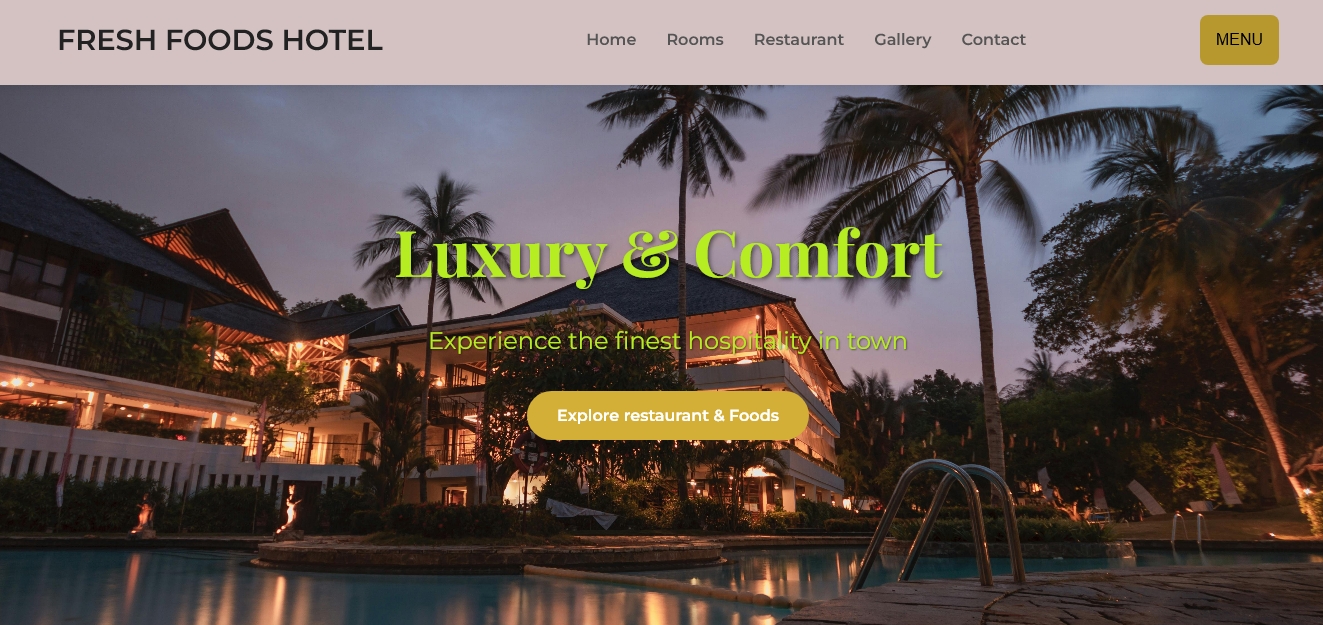 FRESH FOODS HOTEL
Home Rooms Restaurant Gallery Contact
MENU
Luxury & Comfort
Experience the finest hospitality in town
Explore restaurant & Foods